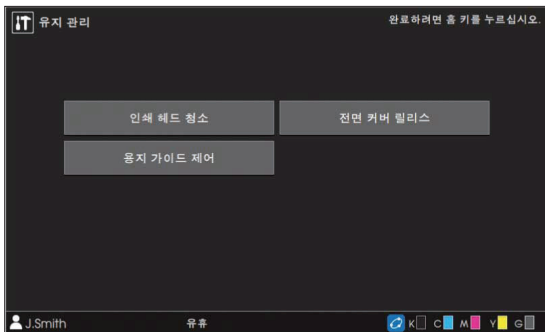 유지 관리
완료하려면 홈 키를 누르십시오.
인쇄 헤드 청소
전면 커버 릴리스
용지 가이드 제어
J.Smith
유휴
K C M Y G